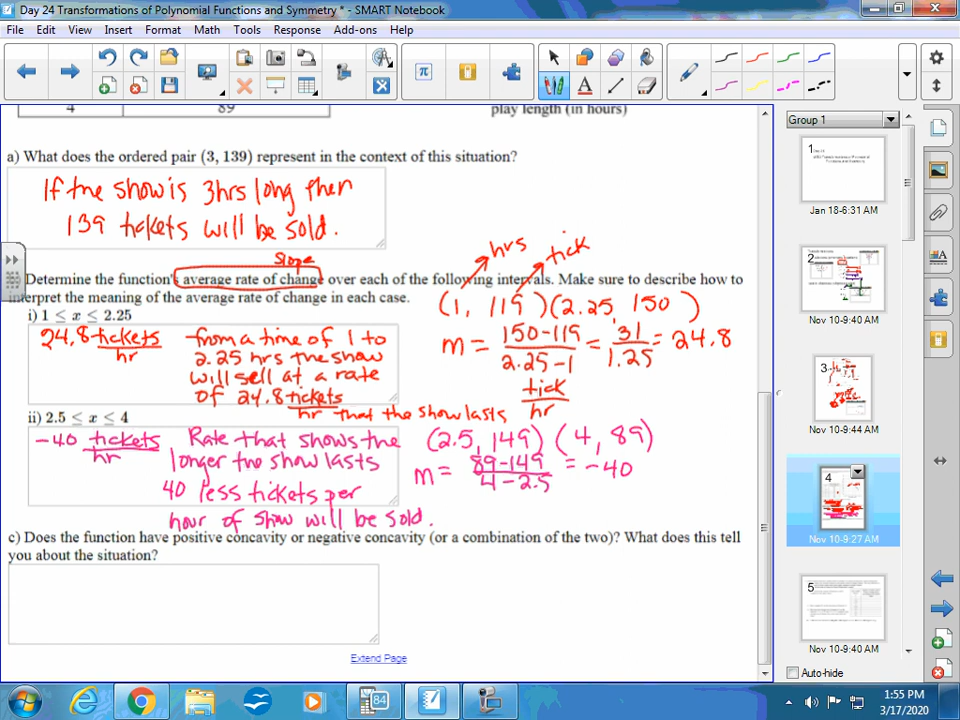 Day 24 Transformations of Polynomial Functions and Symmetry * - SMART Notebook
File Edit View Insert Format Math Tools Response Add-ons Help
4 89
play length (in hours)
a) What does the ordered pair (3, 139) represent in the context of this situation?
If the show is 3hrs long then
139 tickets will be sold.
hrs tick
slope
Determine the function's average rate of change over each of the following intervals. Make sure to describe how to
interpret the meaning of the average rate of change in each case.
(1, 119)(2.25, 150)
i) 1 ≤ x ≤ 2.25
24.8 tickets/hr
from a time of 1 to
2.25 hrs the show
will sell at a rate
of 24.8 tickets/hr that the show lasts
m = 150-119/2.25-1 = 31/1.25 = 24.8
tick/hr
ii) 2.5 ≤ x ≤ 4
-40 tickets/hr
Rate that shows the
longer the show lasts
40 less tickets per
hour of show will be sold.
(2.5, 149) (4, 89)
m = 89-149/4-2.5 = -40
c) Does the function have positive concavity or negative concavity (or a combination of the two)? What does this tell
you about the situation?
Extend Page
Group 1
1
Jan 18-6:31 AM
2
Nov 10-9:40 AM
3
Nov 10-9:44 AM
4
Nov 10-9:27 AM
5
Nov 10-9:40 AM
Auto-hide
84
1:55 PM
3/17/2020